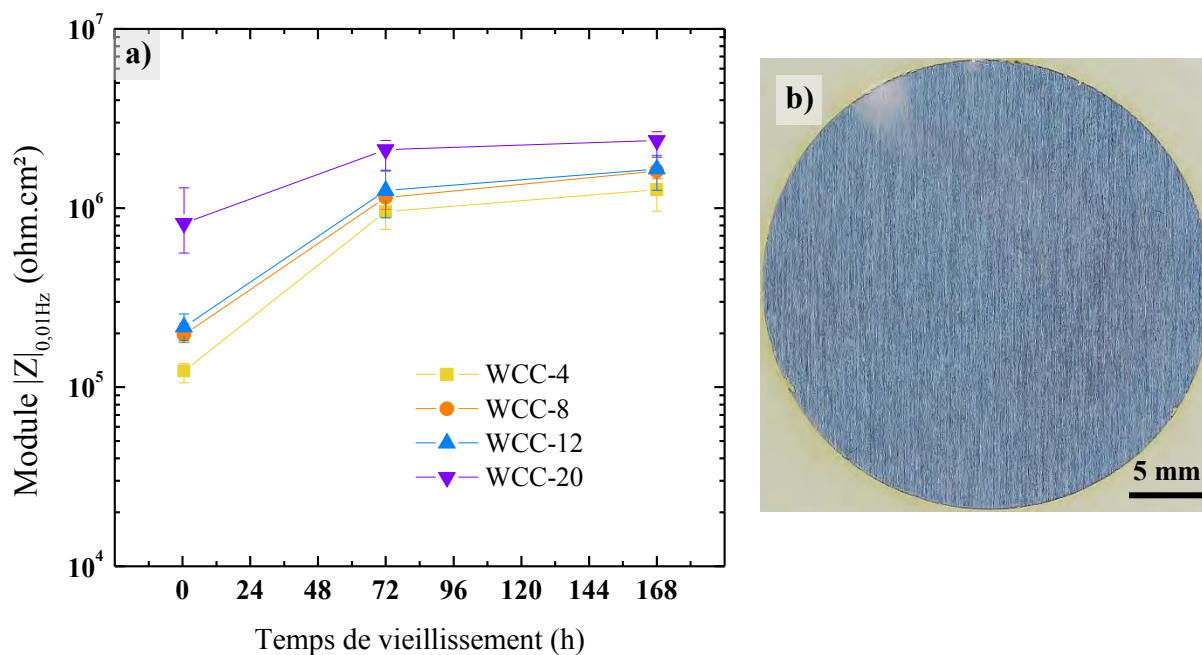 a)
10⁷
10⁶
10⁵
10⁴
Module |Z|0,01Hz (ohm.cm²)
WCC-4
WCC-8
WCC-12
WCC-20
0 24 48 72 96 120 144 168
Temps de vieillissement (h)
b)
5 mm